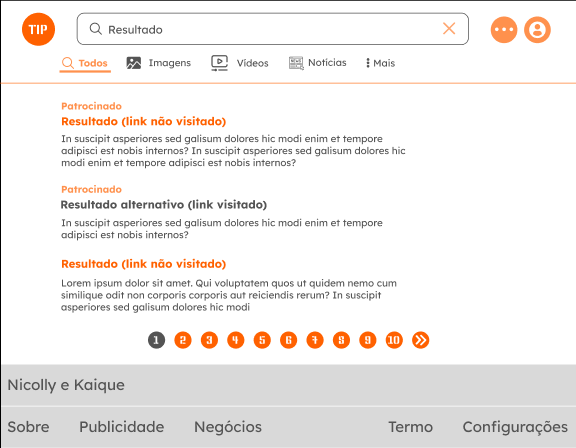 TIP
Resultado
Todos
Imagens
Vídeos
Notícias
Mais
Patrocinado
Resultado (link não visitado)
In suscipit asperiores sed galisum dolores hic modi enim et tempore
adipisci est nobis internos? In suscipit asperiores sed galisum dolores hic
modi enim et tempore adipisci est nobis internos?
Patrocinado
Resultado alternativo (link visitado)
In suscipit asperiores sed galisum dolores hic modi enim et tempore
adipisci est nobis internos?
Resultado (link não visitado)
Lorem ipsum dolor sit amet. Qui voluptatem quos ut quidem nemo cum
similique odit non corporis corporis aut reiciendis rerum? In suscipit
asperiores sed galisum dolores hic modi
1 2 3 4 5 6 7 8 9 10
Nicolly e Kaique
Sobre Publicidade Negócios Termo Configurações